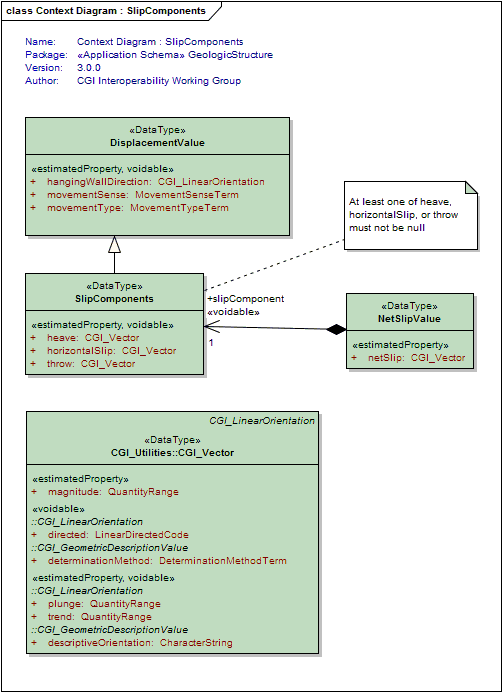 class Context Diagram : SlipComponents
Name: Context Diagram : SlipComponents
Package: «Application Schema» GeologicStructure
Version: 3.0.0
Author: CGI Interoperability Working Group
«DataType»
DisplacementValue
«estimatedProperty, voidable»
+ hangingWallDirection: CGI_LinearOrientation
+ movementSense: MovementSenseTerm
+ movementType: MovementTypeTerm
At least one of heave,
horizontalSlip, or throw
must not be null
«DataType»
SlipComponents
«estimatedProperty, voidable»
+ heave: CGI_Vector
+ horizontalSlip: CGI_Vector
+ throw: CGI_Vector
+slipComponent
«voidable»
1
«DataType»
NetSlipValue
«estimatedProperty»
+ netSlip: CGI_Vector
CGI_LinearOrientation
«DataType»
CGI_Utilities::CGI_Vector
«estimatedProperty»
+ magnitude: QuantityRange
«voidable»
::CGI_LinearOrientation
+ directed: LinearDirectedCode
::CGI_GeometricDescriptionValue
+ determinationMethod: DeterminationMethodTerm
«estimatedProperty, voidable»
::CGI_LinearOrientation
+ plunge: QuantityRange
+ trend: QuantityRange
::CGI_GeometricDescriptionValue
+ descriptiveOrientation: CharacterString